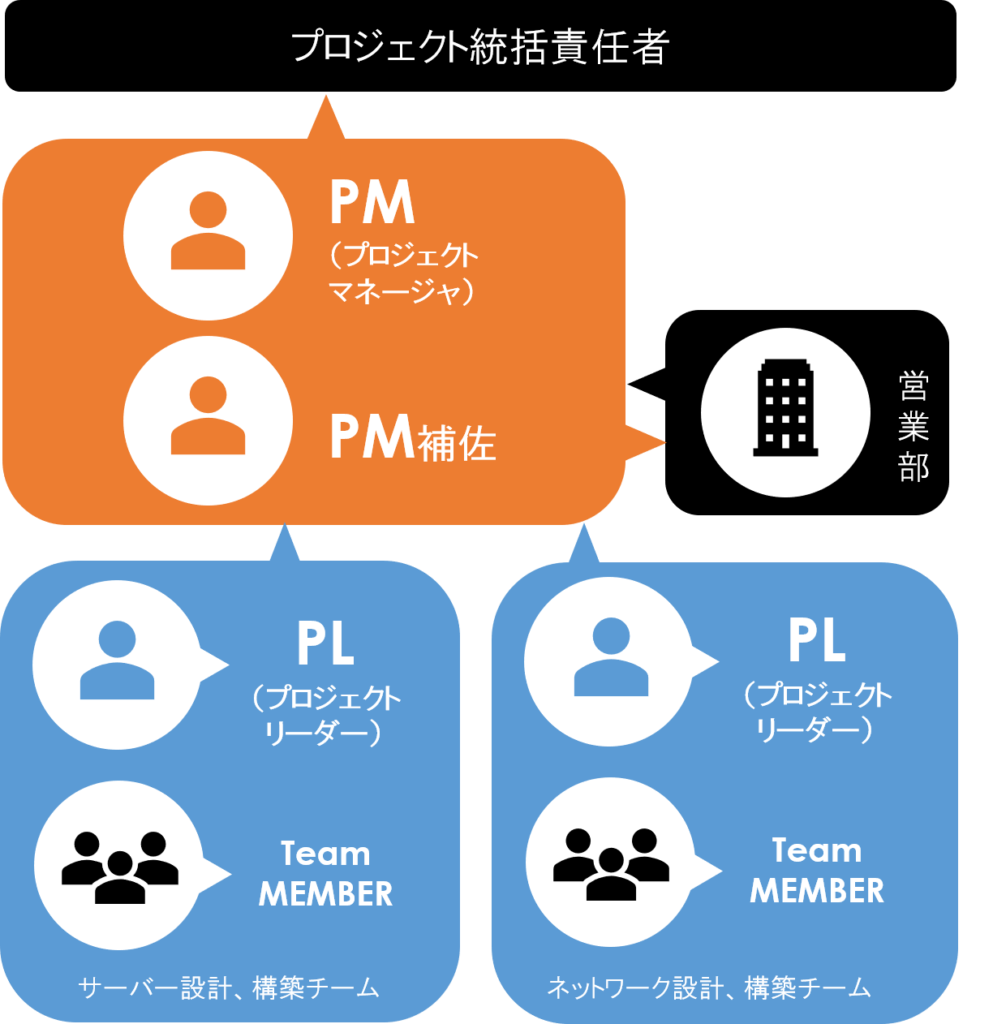 プロジェクト統括責任者
PM
（プロジェクト
マネージャ）
PM補佐
営業部
PL
（プロジェクト
リーダー）
Team
MEMBER
サーバー設計、構築チーム
PL
（プロジェクト
リーダー）
Team
MEMBER
ネットワーク設計、構築チーム